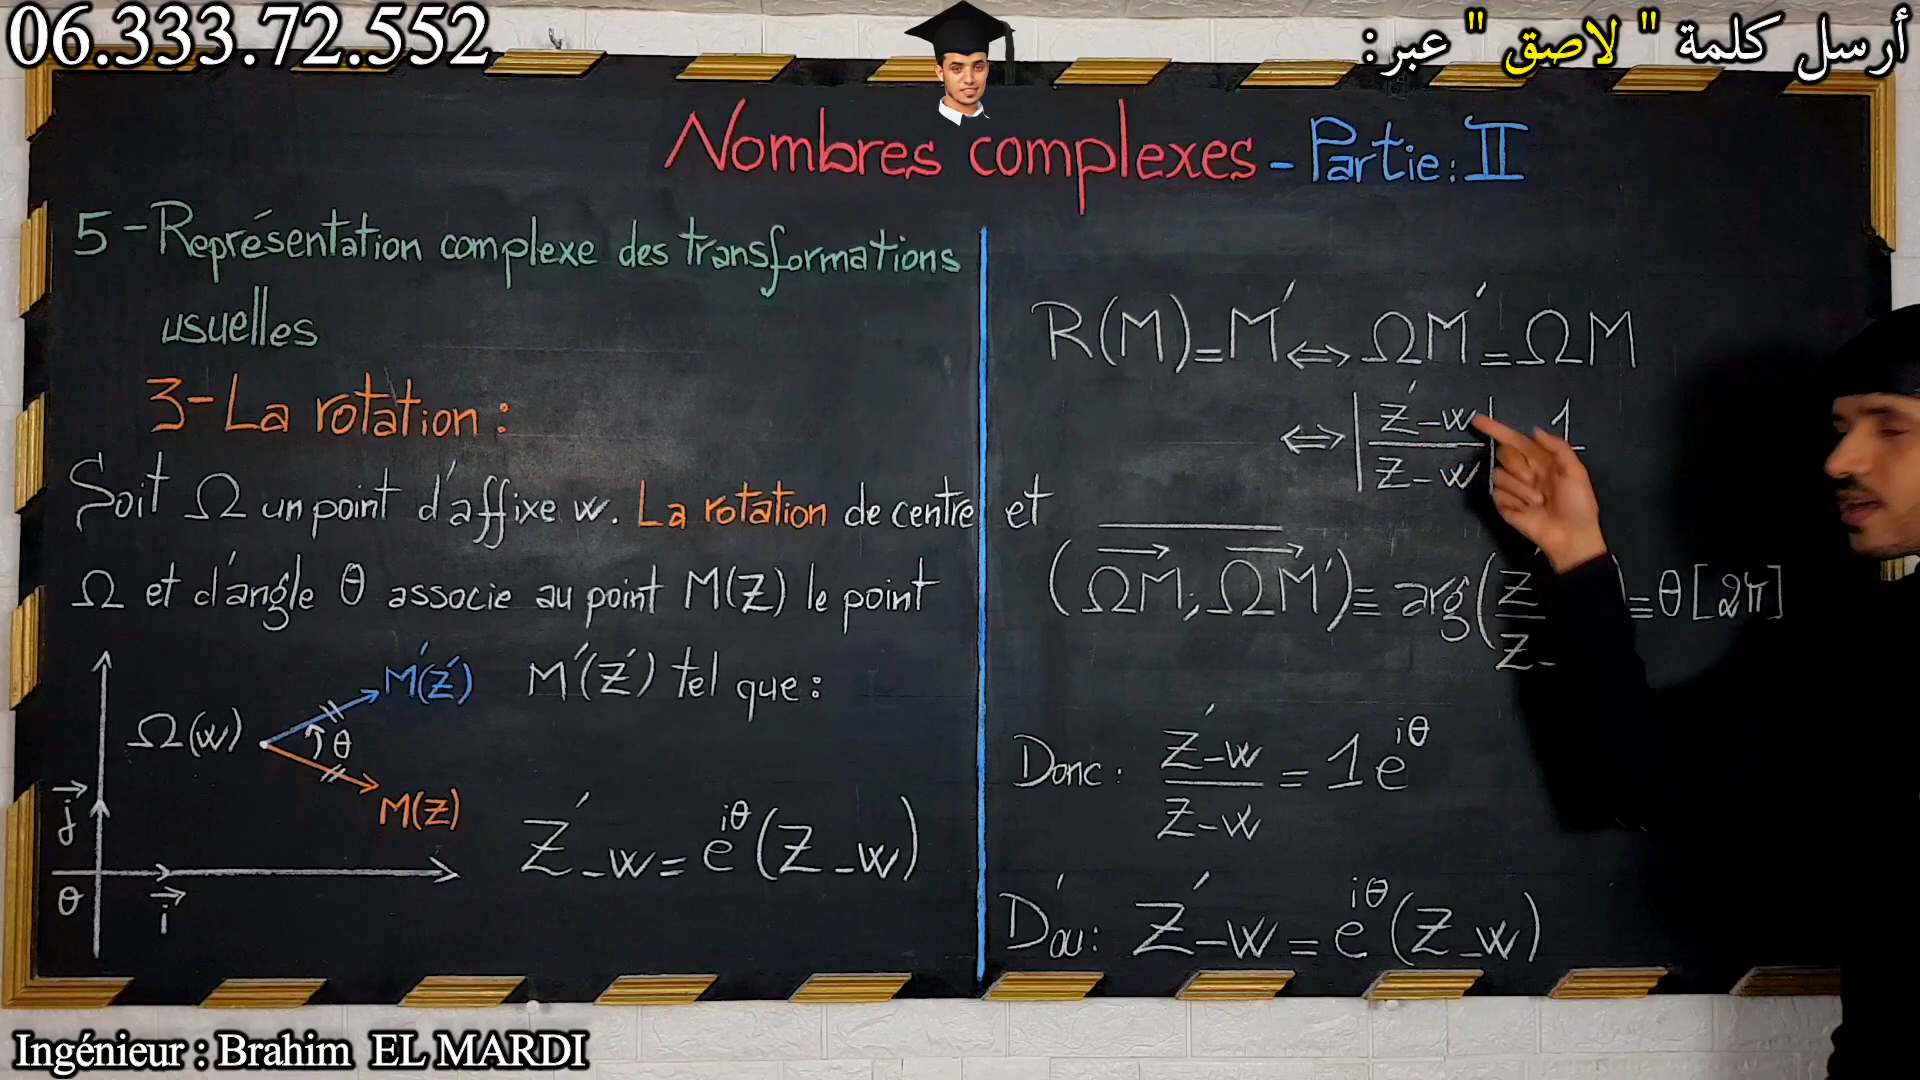 06.333.72.552
أرسل كلمة " لاصق " عبر:
Nombres complexes - Partie: II
5 - Représentation complexe des transformations
usuelles
3- La rotation :
Soit Ω un point d'affixe w. La rotation de centre et
Ω et d'angle θ associe au point M(Z) le point
M'(Z') tel que :
Ω(w)
M'(Z')
θ
M(Z)
j
i
θ
Z'-w = e^{iθ}(Z-w)
R(M) = M' ⇔ ΩM' = ΩM
⇔ |Z'-w / Z-w| 1
(ΩM; ΩM') ≡ arg(Z / Z- ) ≡ θ[2π]
Donc: Z'-w / Z-w = 1e^{iθ}
D'ou: Z'-w = e^{iθ}(Z-w)
Ingénieur : Brahim EL MARDI